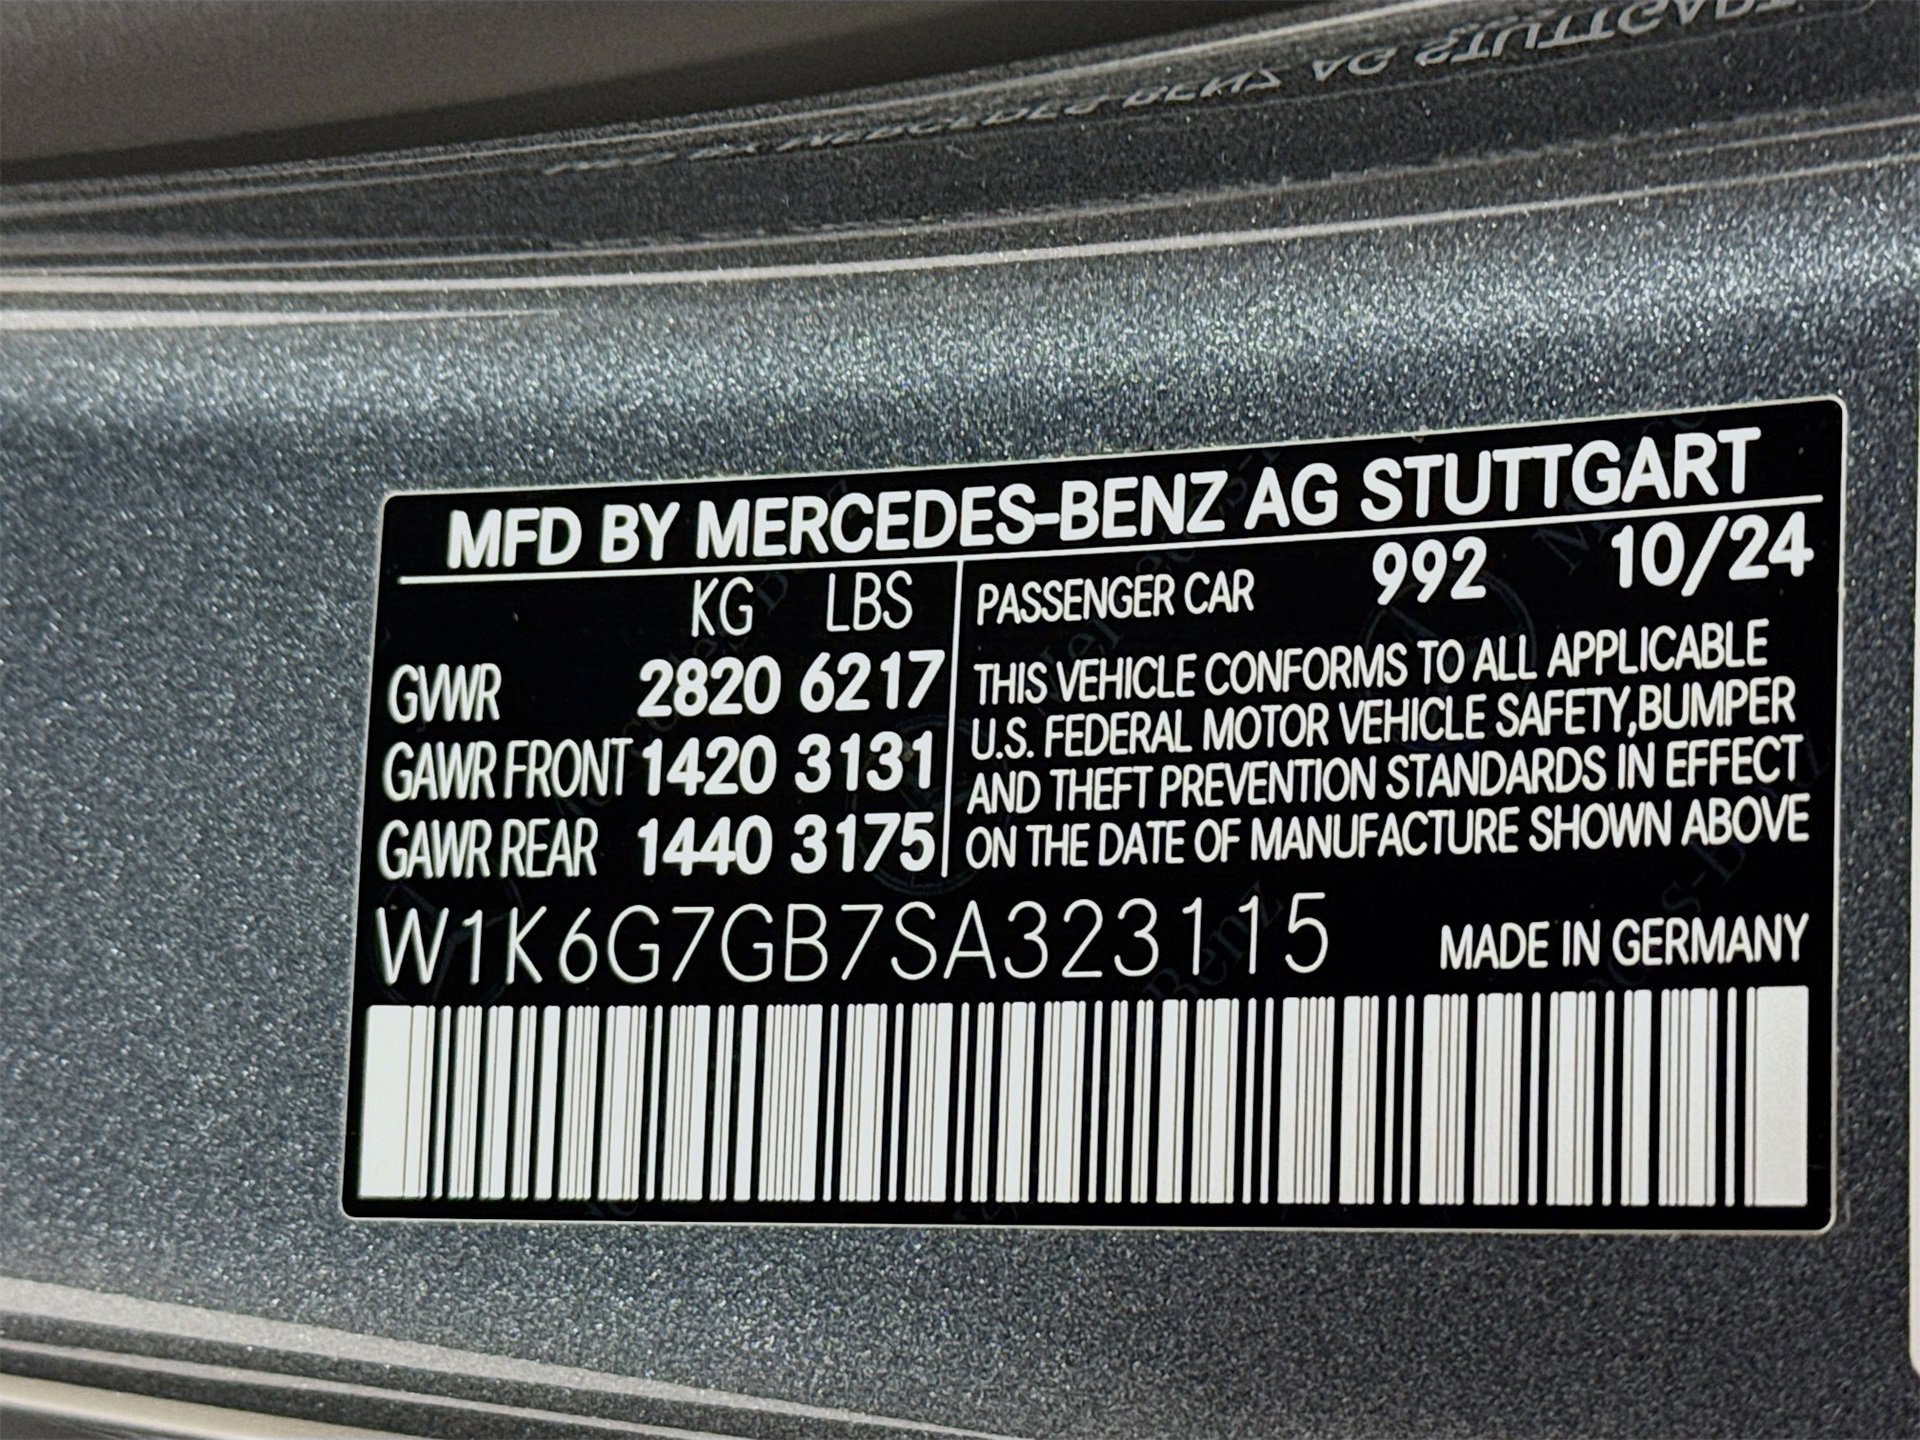 MFD BY MERCEDES-BENZ AG STUTTGART
KG LBS
GVWR 2820 6217
GAWR FRONT 1420 3131
GAWR REAR 1440 3175
PASSENGER CAR 992 10/24
THIS VEHICLE CONFORMS TO ALL APPLICABLE
U.S. FEDERAL MOTOR VEHICLE SAFETY,BUMPER
AND THEFT PREVENTION STANDARDS IN EFFECT
ON THE DATE OF MANUFACTURE SHOWN ABOVE
W1K6G7GB7SA323115
MADE IN GERMANY